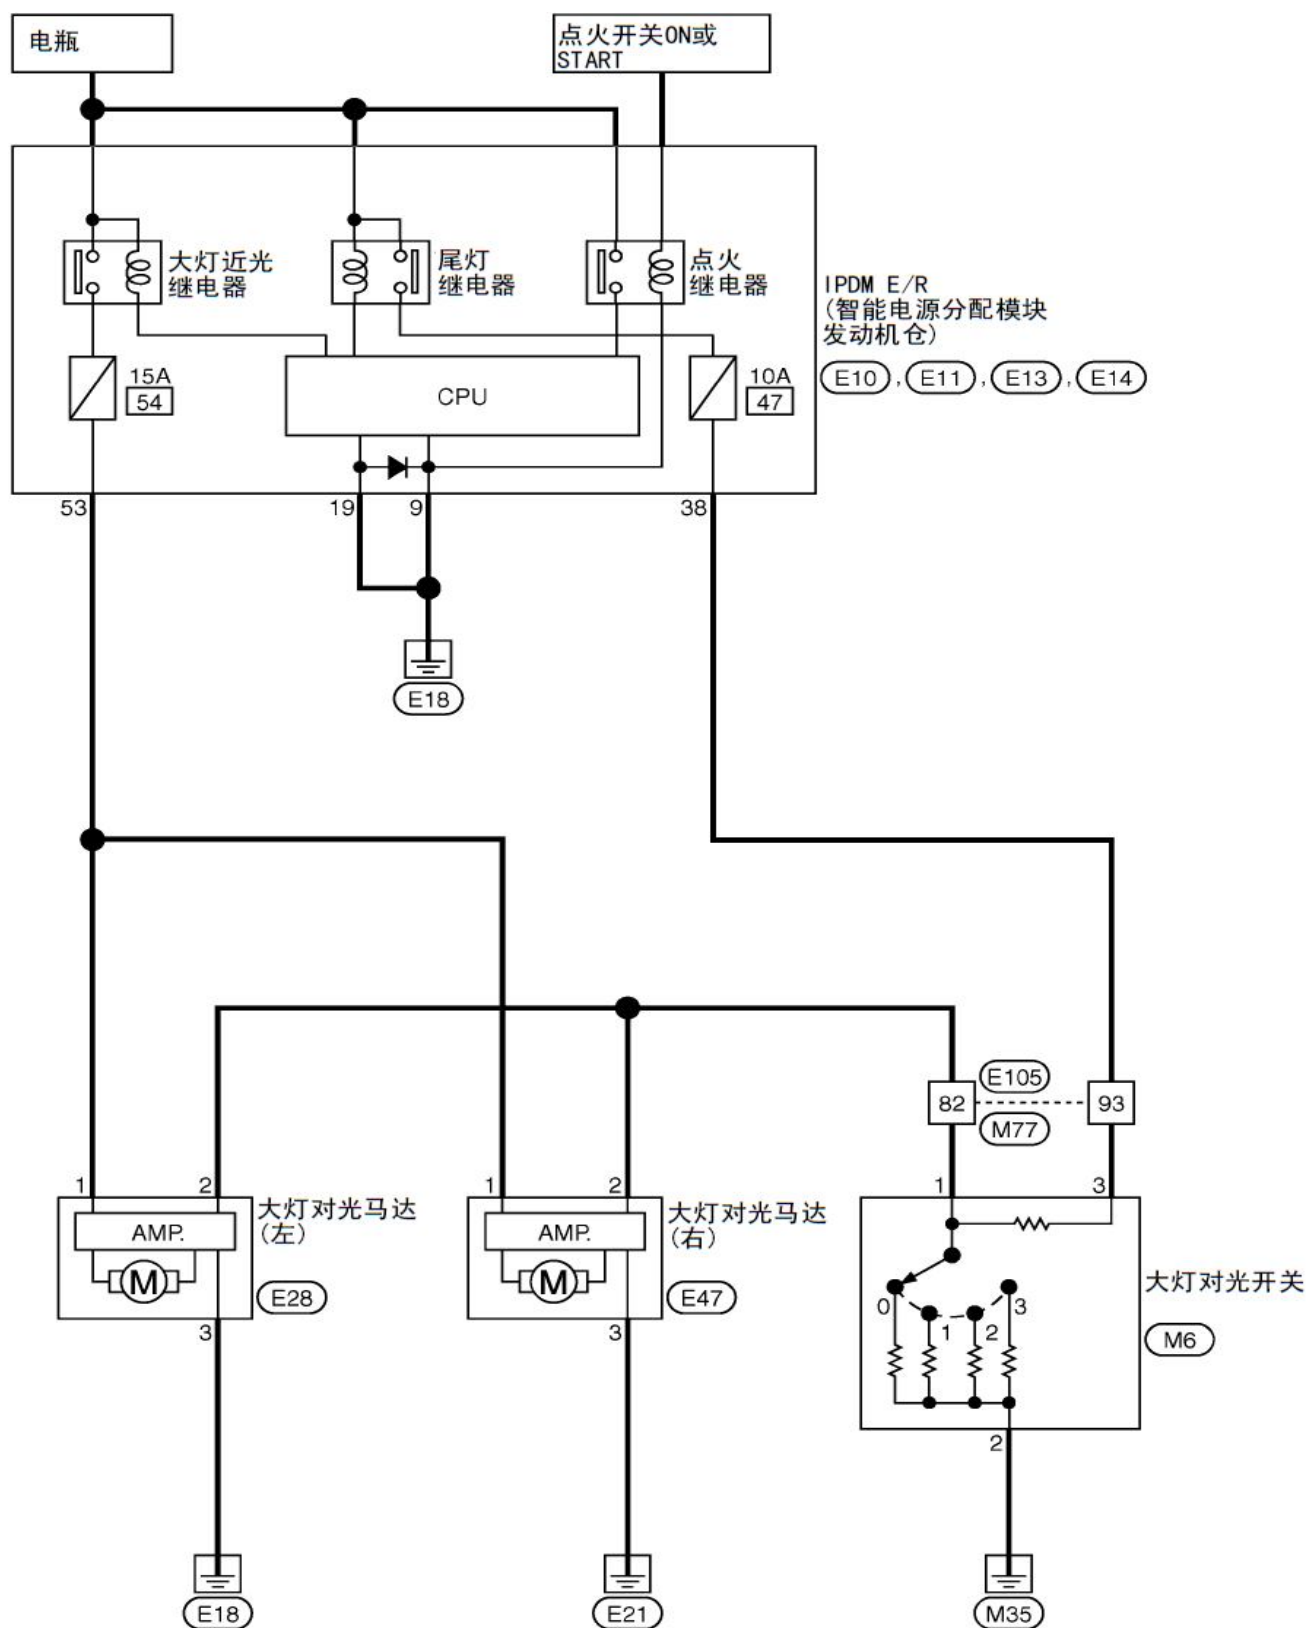 电瓶
点火开关ON或
START
大灯近光
继电器
尾灯
继电器
点火
继电器
IPDM E/R
(智能电源分配模块
发动机仓)
E10 , E11 , E13 , E14
15A
54
CPU
10A
47
53
19
9
38
E18
E105
82
93
M77
1
2
大灯对光马达
(左)
AMP.
M
E28
3
1
2
大灯对光马达
(右)
AMP.
M
E47
3
1
3
大灯对光开关
0
1
2
3
M6
2
E18
E21
M35